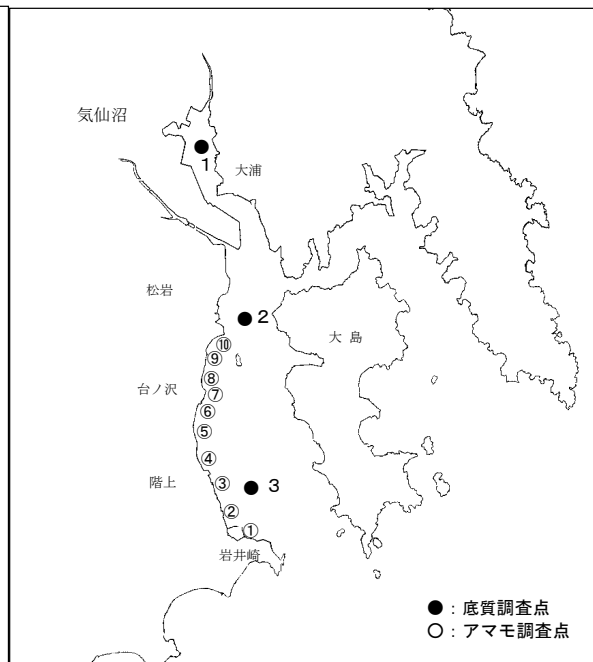 気仙沼
1
大浦
松岩
2
大 島
⑩
⑨
⑧
台ノ沢
⑦
⑥
⑤
④
階上
③
3
②
①
岩井崎
●：底質調査点
○：アマモ調査点